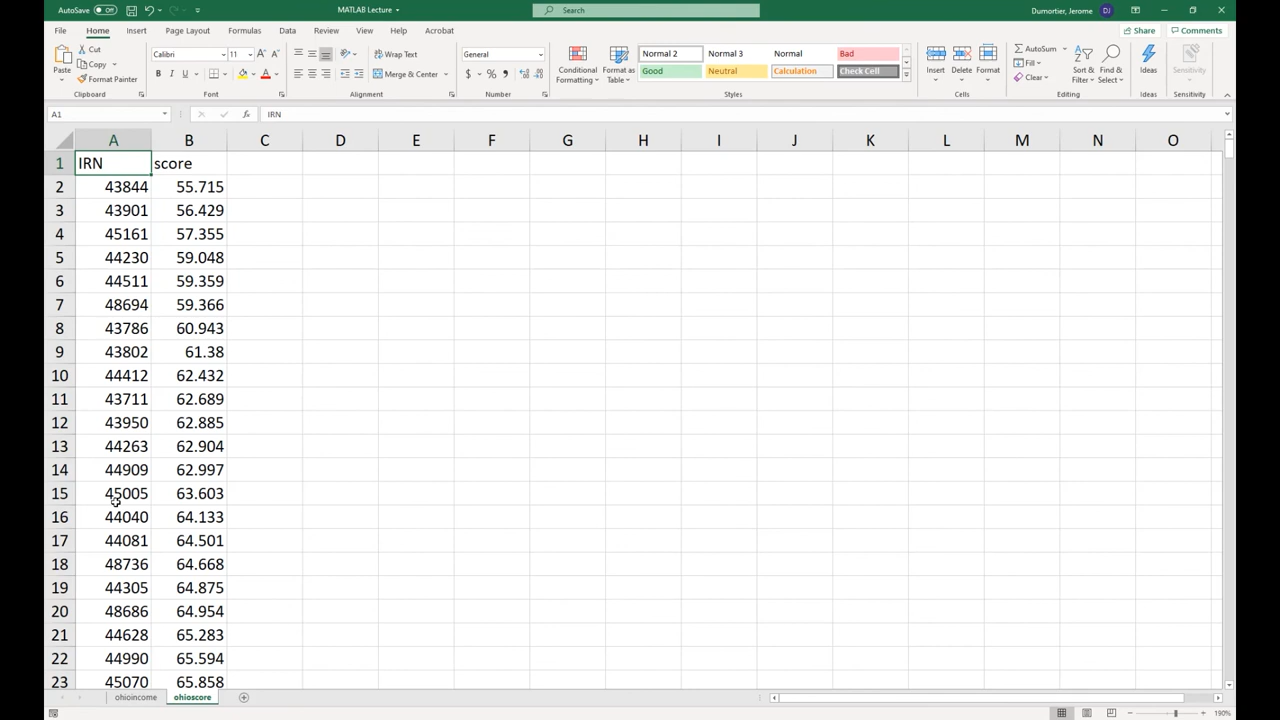 AutoSave Off MATLAB Lecture Search Dumortier, Jerome DJ
File Home Insert Page Layout Formulas Data Review View Help Acrobat Share Comments
Paste Cut Copy Format Painter Clipboard
Calibri 11 A A B I U A Font
Wrap Text Merge & Center Alignment
General $ % , Number
Conditional Formatting Format as Table Normal 2 Normal 3 Normal Bad Good Neutral Calculation Check Cell Styles
Insert Delete Format Cells
AutoSum Fill Clear Sort & Filter Find & Select Editing
Ideas Ideas
Sensitivity Sensitivity
A1 fx IRN
A B C D E F G H I J K L M N O
1 IRN score
2 43844 55.715
3 43901 56.429
4 45161 57.355
5 44230 59.048
6 44511 59.359
7 48694 59.366
8 43786 60.943
9 43802 61.38
10 44412 62.432
11 43711 62.689
12 43950 62.885
13 44263 62.904
14 44909 62.997
15 45005 63.603
16 44040 64.133
17 44081 64.501
18 48736 64.668
19 44305 64.875
20 48686 64.954
21 44628 65.283
22 44990 65.594
23 45070 65.858
ohioincome ohioscore
190%